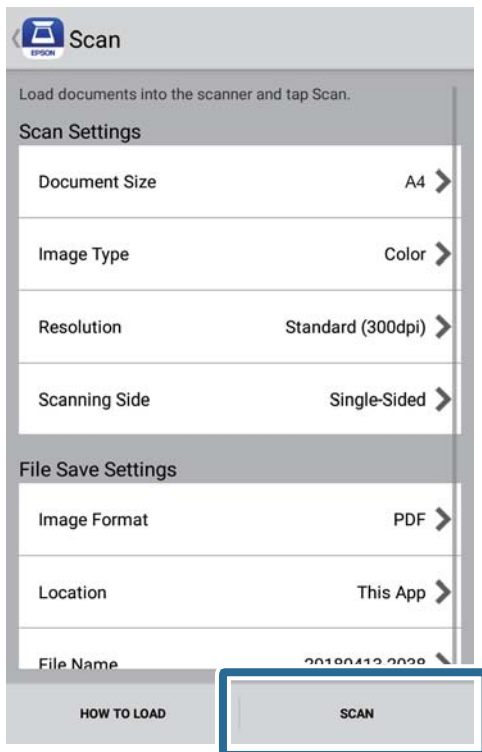 EPSON
Scan
Load documents into the scanner and tap Scan.
Scan Settings
Document Size A4
Image Type Color
Resolution Standard (300dpi)
Scanning Side Single-Sided
File Save Settings
Image Format PDF
Location This App
File Name 20180413 2038
HOW TO LOAD SCAN